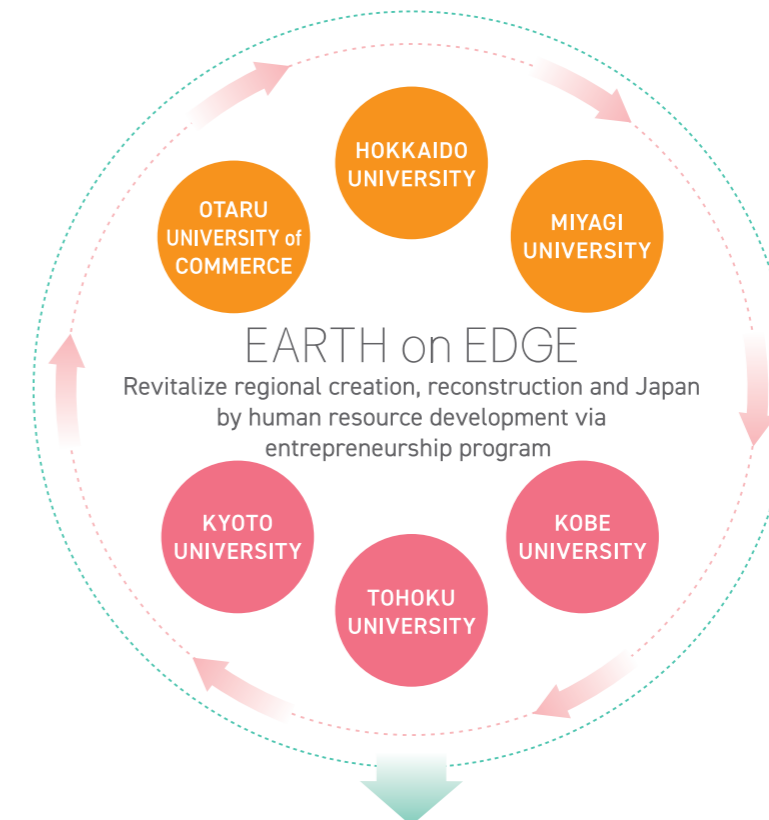 HOKKAIDO
UNIVERSITY
OTARU
UNIVERSITY of
COMMERCE
MIYAGI
UNIVERSITY
EARTH on EDGE
Revitalize regional creation, reconstruction and Japan
by human resource development via
entrepreneurship program
KYOTO
UNIVERSITY
KOBE
UNIVERSITY
TOHOKU
UNIVERSITY